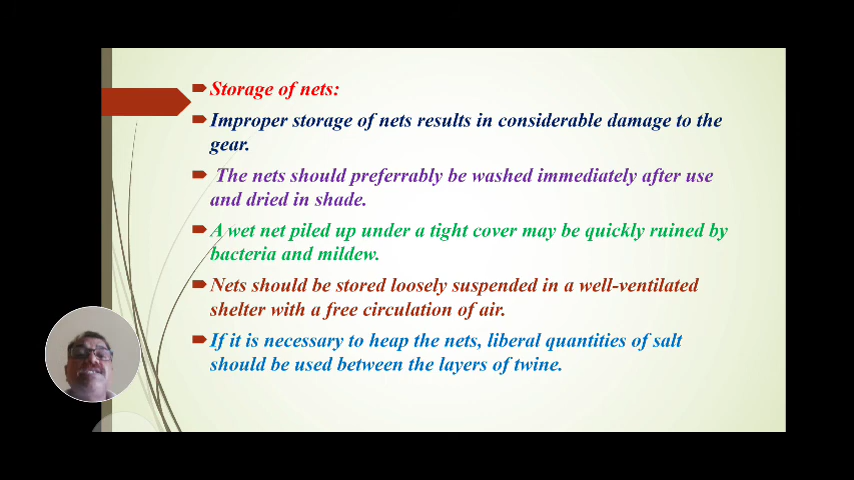 Storage of nets:
Improper storage of nets results in considerable damage to the
gear.
The nets should preferrably be washed immediately after use
and dried in shade.
A wet net piled up under a tight cover may be quickly ruined by
bacteria and mildew.
Nets should be stored loosely suspended in a well-ventilated
shelter with a free circulation of air.
If it is necessary to heap the nets, liberal quantities of salt
should be used between the layers of twine.